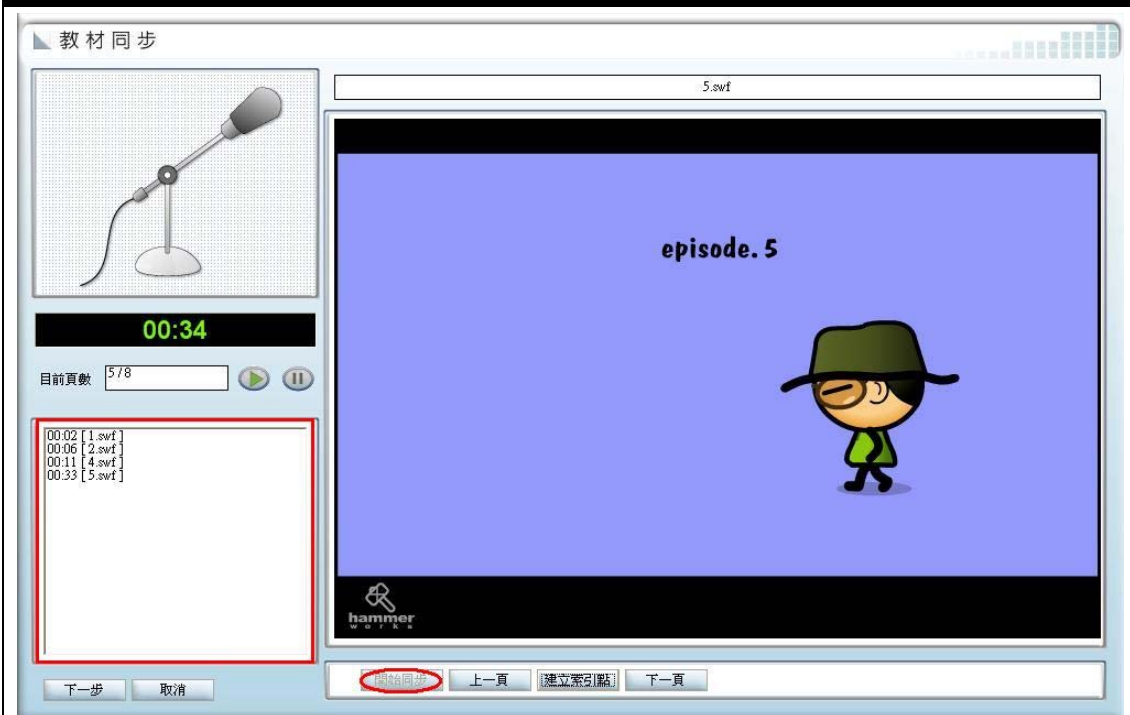 教材同步
5.swf
episode. 5
00:34
目前頁數 5/8
00:02 [ 1.swf ]
00:06 [ 2.swf ]
00:11 [ 4.swf ]
00:33 [ 5.swf ]
hammer
works
開始同步 上一頁 建立索引點 下一頁
下一步 取消